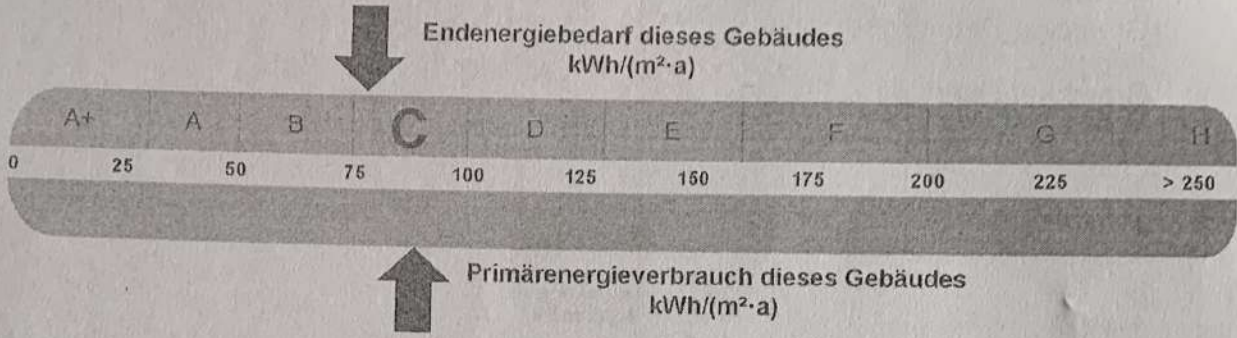 Endenergiebedarf dieses Gebäudes
kWh/(m²·a)
A+ A B C D E F G H
0 25 50 75 100 125 150 175 200 225 > 250
Primärenergieverbrauch dieses Gebäudes
kWh/(m²·a)